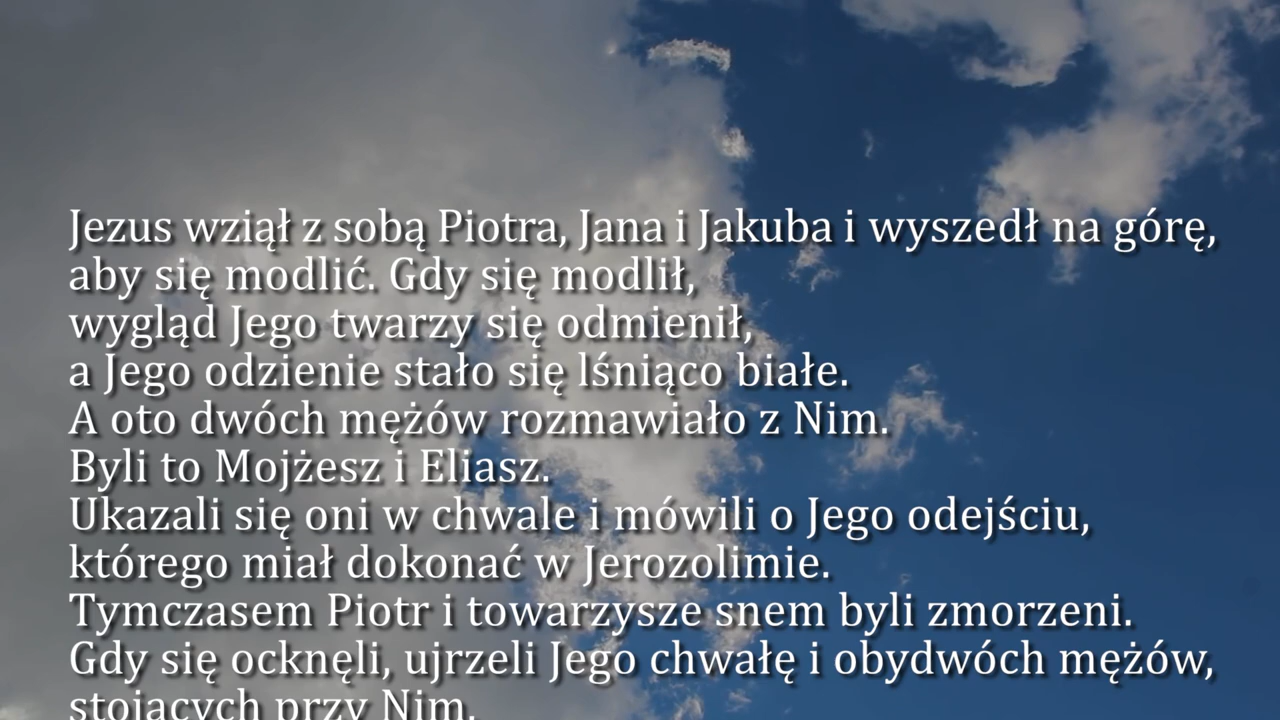 Jezus wziął z sobą Piotra, Jana i Jakuba i wyszedł na górę,
aby się modlić. Gdy się modlił,
wygląd Jego twarzy się odmienił,
a Jego odzienie stało się lśniąco białe.
A oto dwóch mężów rozmawiało z Nim.
Byli to Mojżesz i Eliasz.
Ukazali się oni w chwale i mówili o Jego odejściu,
którego miał dokonać w Jerozolimie.
Tymczasem Piotr i towarzysze snem byli zmorzeni.
Gdy się ocknęli, ujrzeli Jego chwałę i obydwóch mężów,
stojących przy Nim.